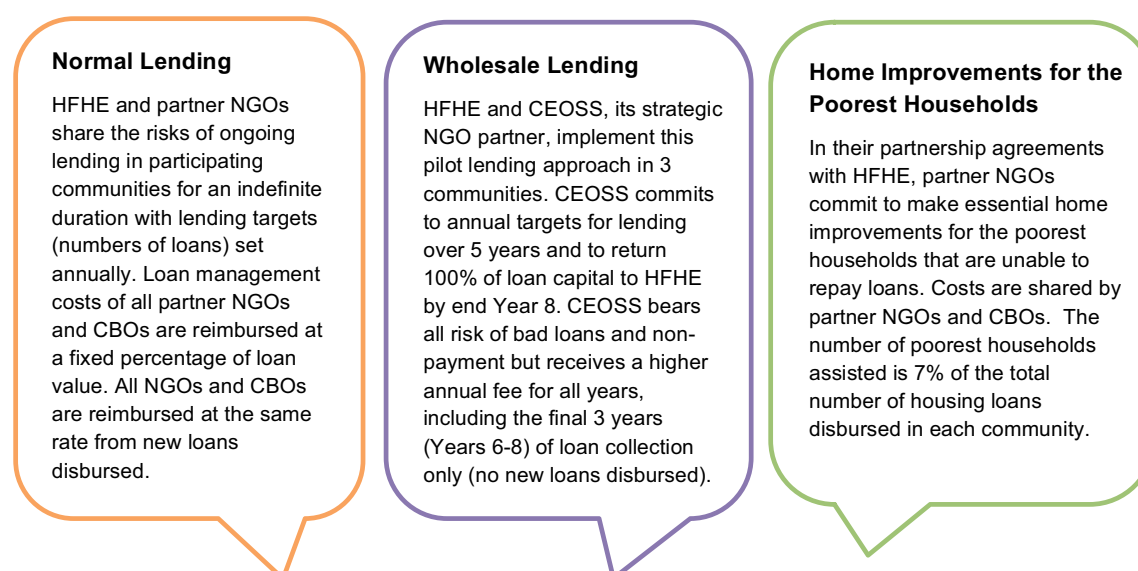 Normal Lending
HFHE and partner NGOs
share the risks of ongoing
lending in participating
communities for an indefinite
duration with lending targets
(numbers of loans) set
annually. Loan management
costs of all partner NGOs
and CBOs are reimbursed at
a fixed percentage of loan
value. All NGOs and CBOs
are reimbursed at the same
rate from new loans
disbursed.
Wholesale Lending
HFHE and CEOSS, its strategic
NGO partner, implement this
pilot lending approach in 3
communities. CEOSS commits
to annual targets for lending
over 5 years and to return
100% of loan capital to HFHE
by end Year 8. CEOSS bears
all risk of bad loans and non-
payment but receives a higher
annual fee for all years,
including the final 3 years
(Years 6-8) of loan collection
only (no new loans disbursed).
Home Improvements for the
Poorest Households
In their partnership agreements
with HFHE, partner NGOs
commit to make essential home
improvements for the poorest
households that are unable to
repay loans. Costs are shared by
partner NGOs and CBOs.  The
number of poorest households
assisted is 7% of the total
number of housing loans
disbursed in each community.